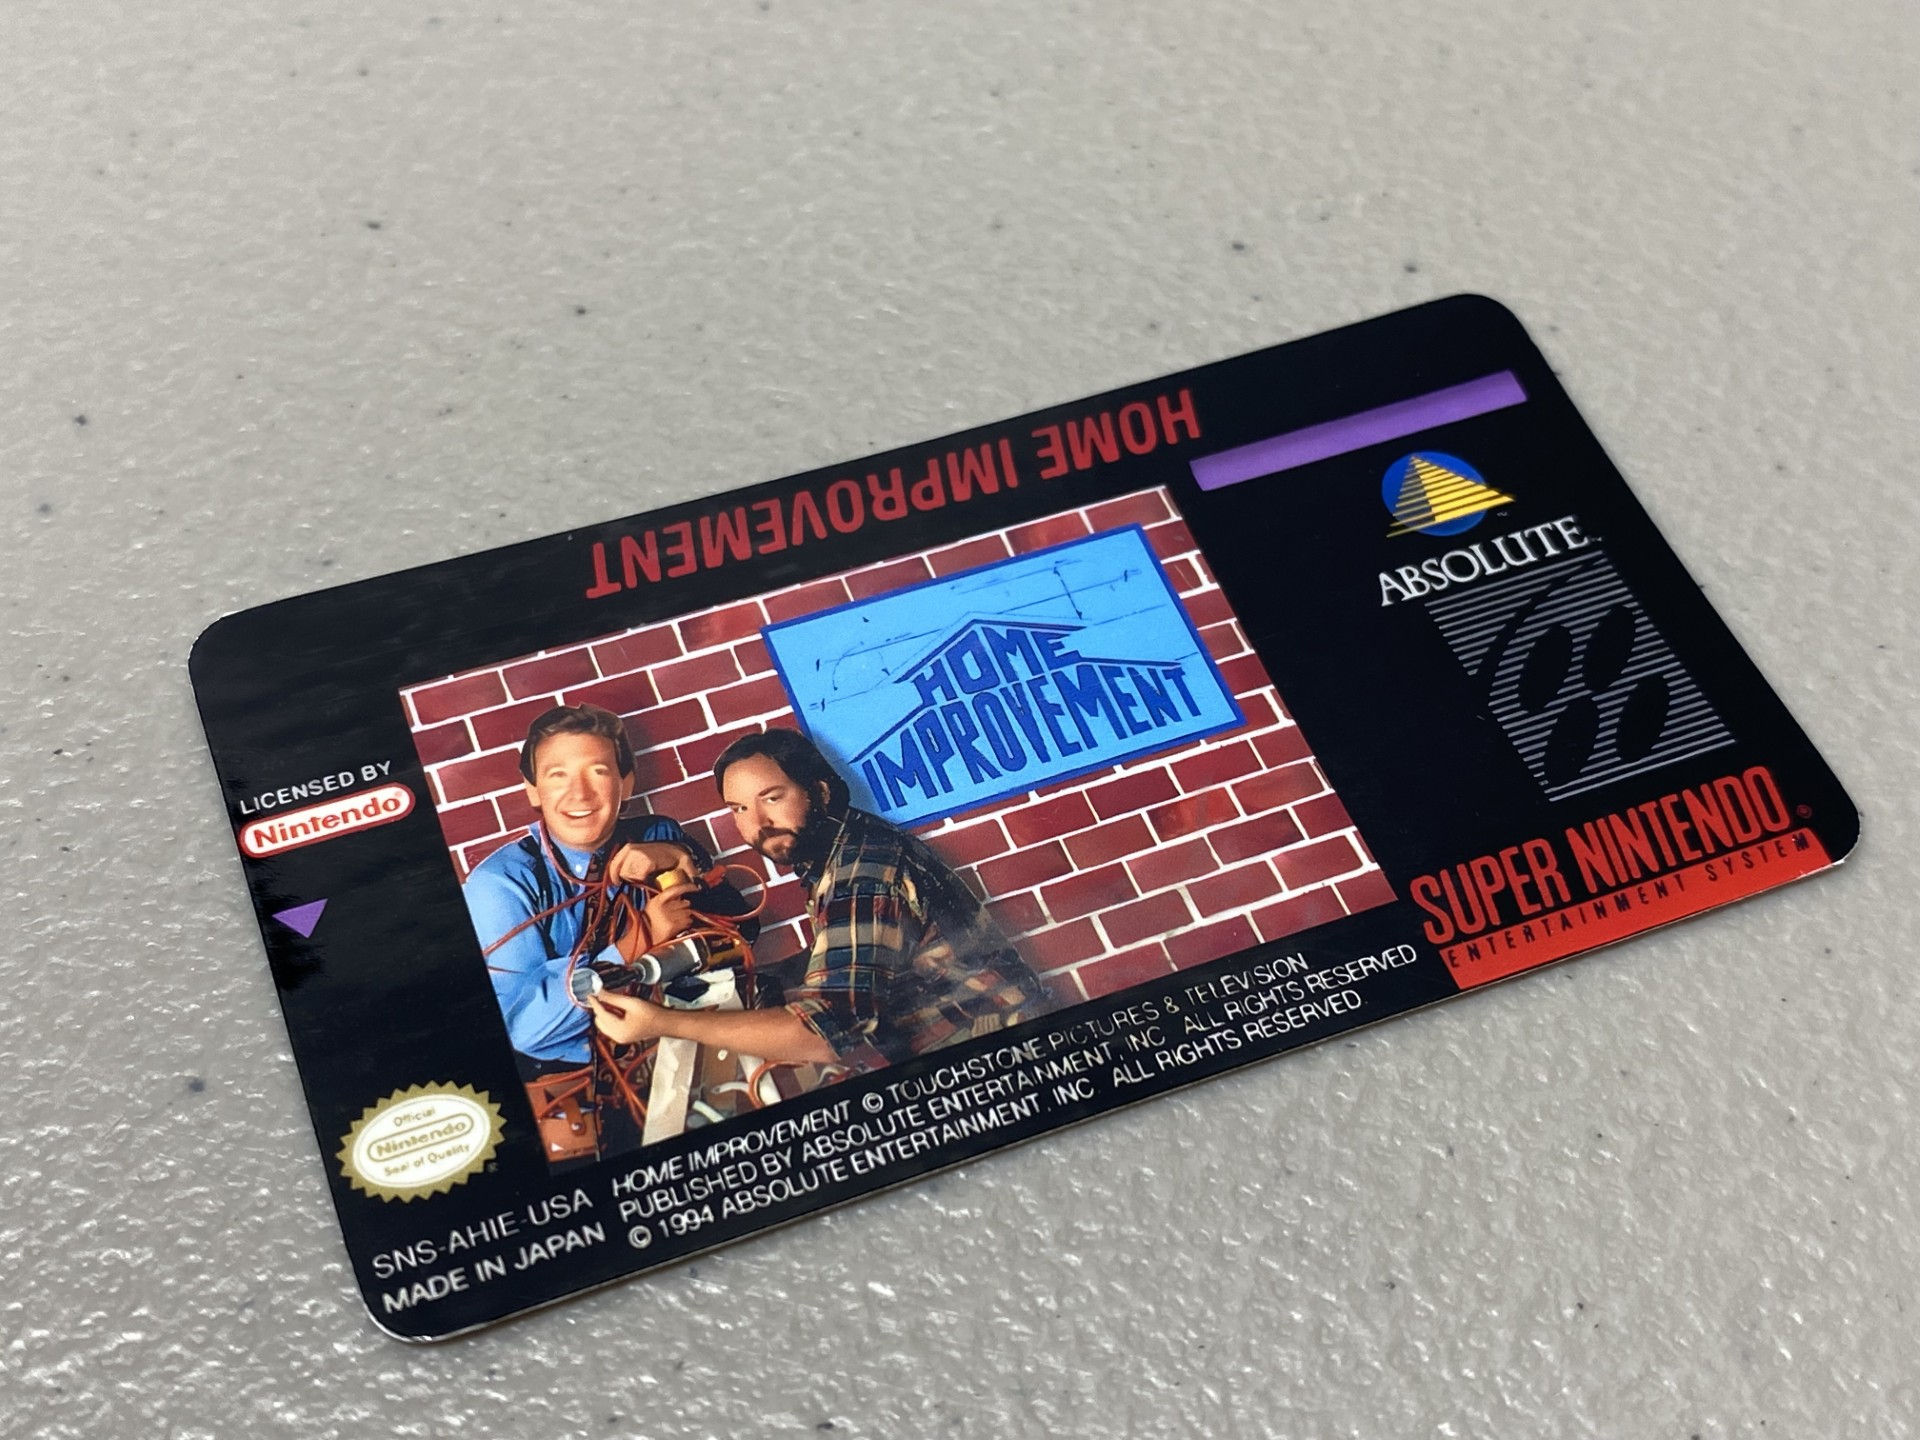 HOME IMPROVEMENT
ABSOLUTE™
HOME
IMPROVEMENT
LICENSED BY
Nintendo®
SUPER NINTENDO®
ENTERTAINMENT SYSTEM
Official
Nintendo
Seal of Quality
®
SNS-AHIE-USA
MADE IN JAPAN
HOME IMPROVEMENT © TOUCHSTONE PICTURES & TELEVISION
PUBLISHED BY ABSOLUTE ENTERTAINMENT, INC ALL RIGHTS RESERVED
© 1994 ABSOLUTE ENTERTAINMENT, INC. ALL RIGHTS RESERVED.